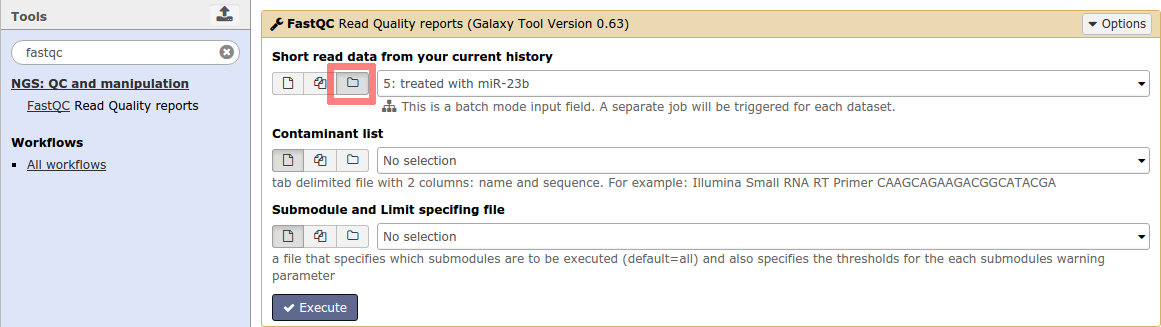 Tools
fastqc
NGS: QC and manipulation
FastQC Read Quality reports
Workflows
All workflows
FastQC Read Quality reports (Galaxy Tool Version 0.63)
Options
Short read data from your current history
5: treated with miR-23b
This is a batch mode input field. A separate job will be triggered for each dataset.
Contaminant list
No selection
tab delimited file with 2 columns: name and sequence. For example: Illumina Small RNA RT Primer CAAGCAGAAGACGGCATACGA
Submodule and Limit specifing file
No selection
a file that specifies which submodules are to be executed (default=all) and also specifies the thresholds for the each submodules warning
parameter
Execute